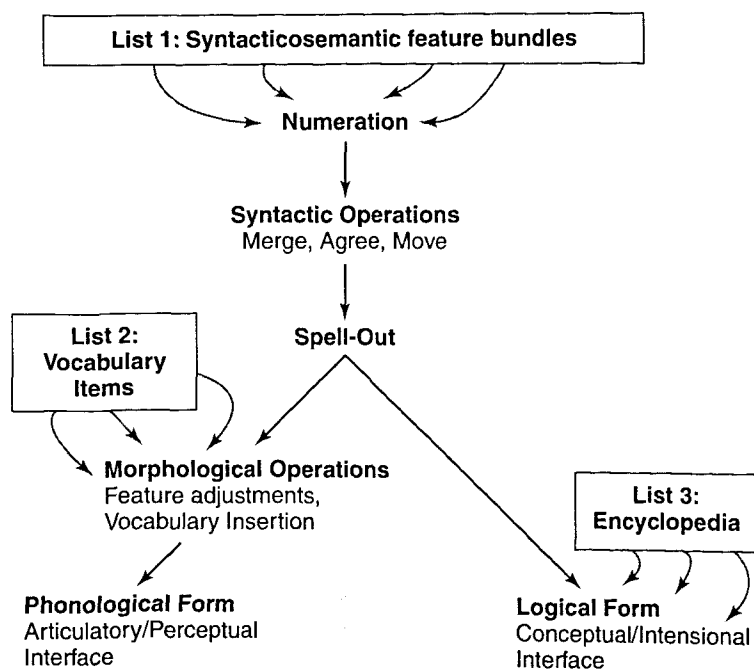 List 1: Syntacticosemantic feature bundles
Numeration
Syntactic Operations
Merge, Agree, Move
Spell-Out
List 2:
Vocabulary
Items
Morphological Operations
Feature adjustments,
Vocabulary Insertion
List 3:
Encyclopedia
Phonological Form
Articulatory/Perceptual
Interface
Logical Form
Conceptual/Intensional
Interface